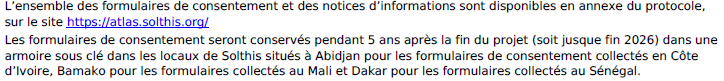 L’ensemble des formulaires de consentement et des notices d’informations sont disponibles en annexe du protocole,
sur le site https://atlas.solthis.org/
Les formulaires de consentement seront conservés pendant 5 ans après la fin du projet (soit jusque fin 2026) dans une
armoire sous clé dans les locaux de Solthis situés à Abidjan pour les formulaires de consentement collectés en Côte
d’Ivoire, Bamako pour les formulaires collectés au Mali et Dakar pour les formulaires collectés au Sénégal.